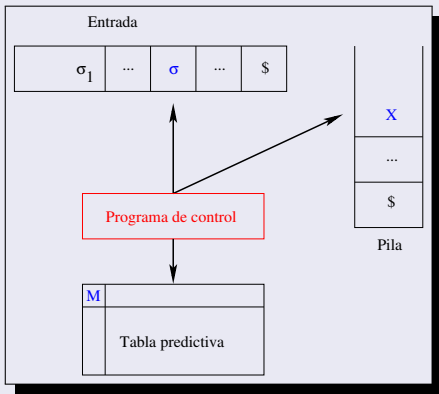 Entrada
σ1 ... σ ... $
X
...
$
Pila
Programa de control
M
Tabla predictiva